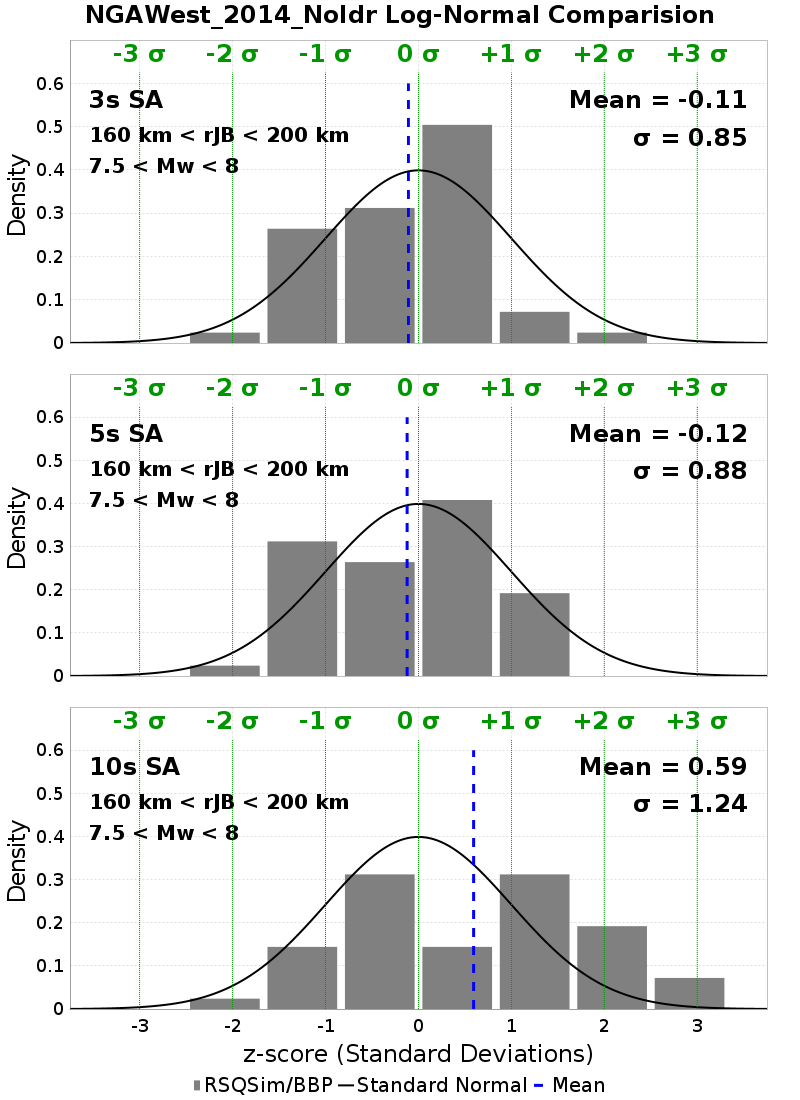 NGAWest_2014_NoIdr Log-Normal Comparision
-3 σ -2 σ -1 σ 0 σ +1 σ +2 σ +3 σ
0.6
3s SA
Mean = -0.11
0.5
160 km < rJB < 200 km
σ = 0.85
7.5 < Mw < 8
0.4
0.3
0.2
0.1
0
Density
-3 σ -2 σ -1 σ 0 σ +1 σ +2 σ +3 σ
0.6
5s SA
Mean = -0.12
0.5
160 km < rJB < 200 km
σ = 0.88
7.5 < Mw < 8
0.4
0.3
0.2
0.1
0
Density
-3 σ -2 σ -1 σ 0 σ +1 σ +2 σ +3 σ
0.6
10s SA
Mean = 0.59
0.5
160 km < rJB < 200 km
σ = 1.24
7.5 < Mw < 8
0.4
0.3
0.2
0.1
0
Density
-3 -2 -1 0 1 2 3
z-score (Standard Deviations)
RSQSim/BBP Standard Normal Mean